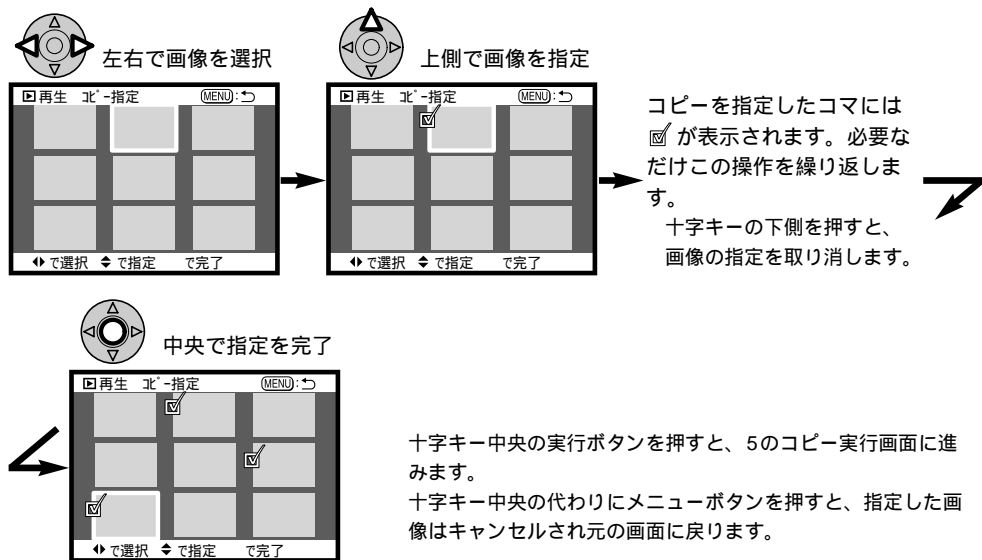 左右で画像を選択
▶再生 コピー指定 MENU:⮌
◀▶で選択 ▲▼で指定 で完了
上側で画像を指定
▶再生 コピー指定 MENU:⮌
◀▶で選択 ▲▼で指定 で完了
コピーを指定したコマには
☑が表示されます。必要な
だけこの操作を繰り返しま
す。
十字キーの下側を押すと、
画像の指定を取り消します。
中央で指定を完了
▶再生 コピー指定 MENU:⮌
◀▶で選択 ▲▼で指定 で完了
十字キー中央の実行ボタンを押すと、5のコピー実行画面に進
みます。
十字キー中央の代わりにメニューボタンを押すと、指定した画
像はキャンセルされ元の画面に戻ります。